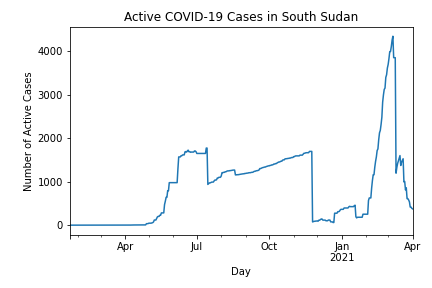 Active COVID-19 Cases in South Sudan
Number of Active Cases
4000
3000
2000
1000
0
Apr
Jul
Oct
Jan
2021
Apr
Day